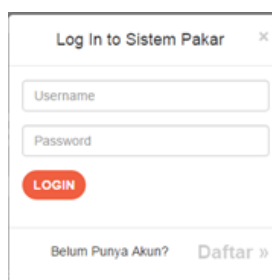 Log In to Sistem Pakar ×
Username
Password
LOGIN
Belum Punya Akun? Daftar »